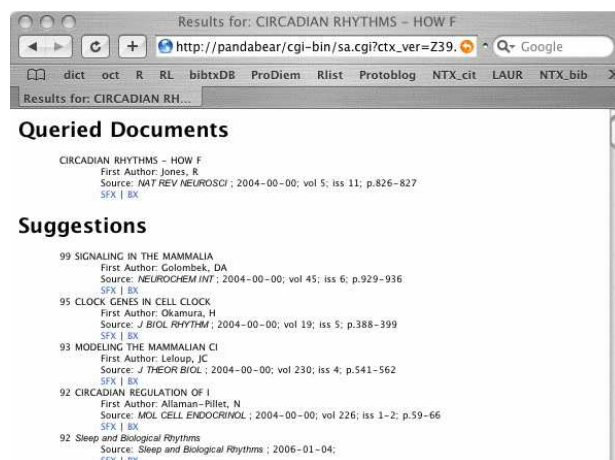 Results for: CIRCADIAN RHYTHMS – HOW F
http://pandabear/cgi-bin/sa.cgi?ctx_ver=Z39. Google
dict oct R RL bibtxDB ProDiem Rlist Protoblog NTX_cit LAUR NTX_bib
Results for: CIRCADIAN RH...
Queried Documents
CIRCADIAN RHYTHMS – HOW F
First Author: Jones, R
Source: NAT REV NEUROSCI ; 2004-00-00; vol 5; iss 11; p.826-827
SFX | BX
Suggestions
99 SIGNALING IN THE MAMMALIA
First Author: Golombek, DA
Source: NEUROCHEM INT ; 2004-00-00; vol 45; iss 6; p.929-936
SFX | BX
95 CLOCK GENES IN CELL CLOCK
First Author: Okamura, H
Source: J BIOL RHYTHM ; 2004-00-00; vol 19; iss 5; p.388-399
SFX | BX
93 MODELING THE MAMMALIAN CI
First Author: Leloup, JC
Source: J THEOR BIOL ; 2004-00-00; vol 230; iss 4; p.541-562
SFX | BX
92 CIRCADIAN REGULATION OF I
First Author: Allaman-Pillet, N
Source: MOL CELL ENDOCRINOL ; 2004-00-00; vol 226; iss 1-2; p.59-66
SFX | BX
92 Sleep and Biological Rhythms
Source: Sleep and Biological Rhythms ; 2006-01-04;
SFX | BX